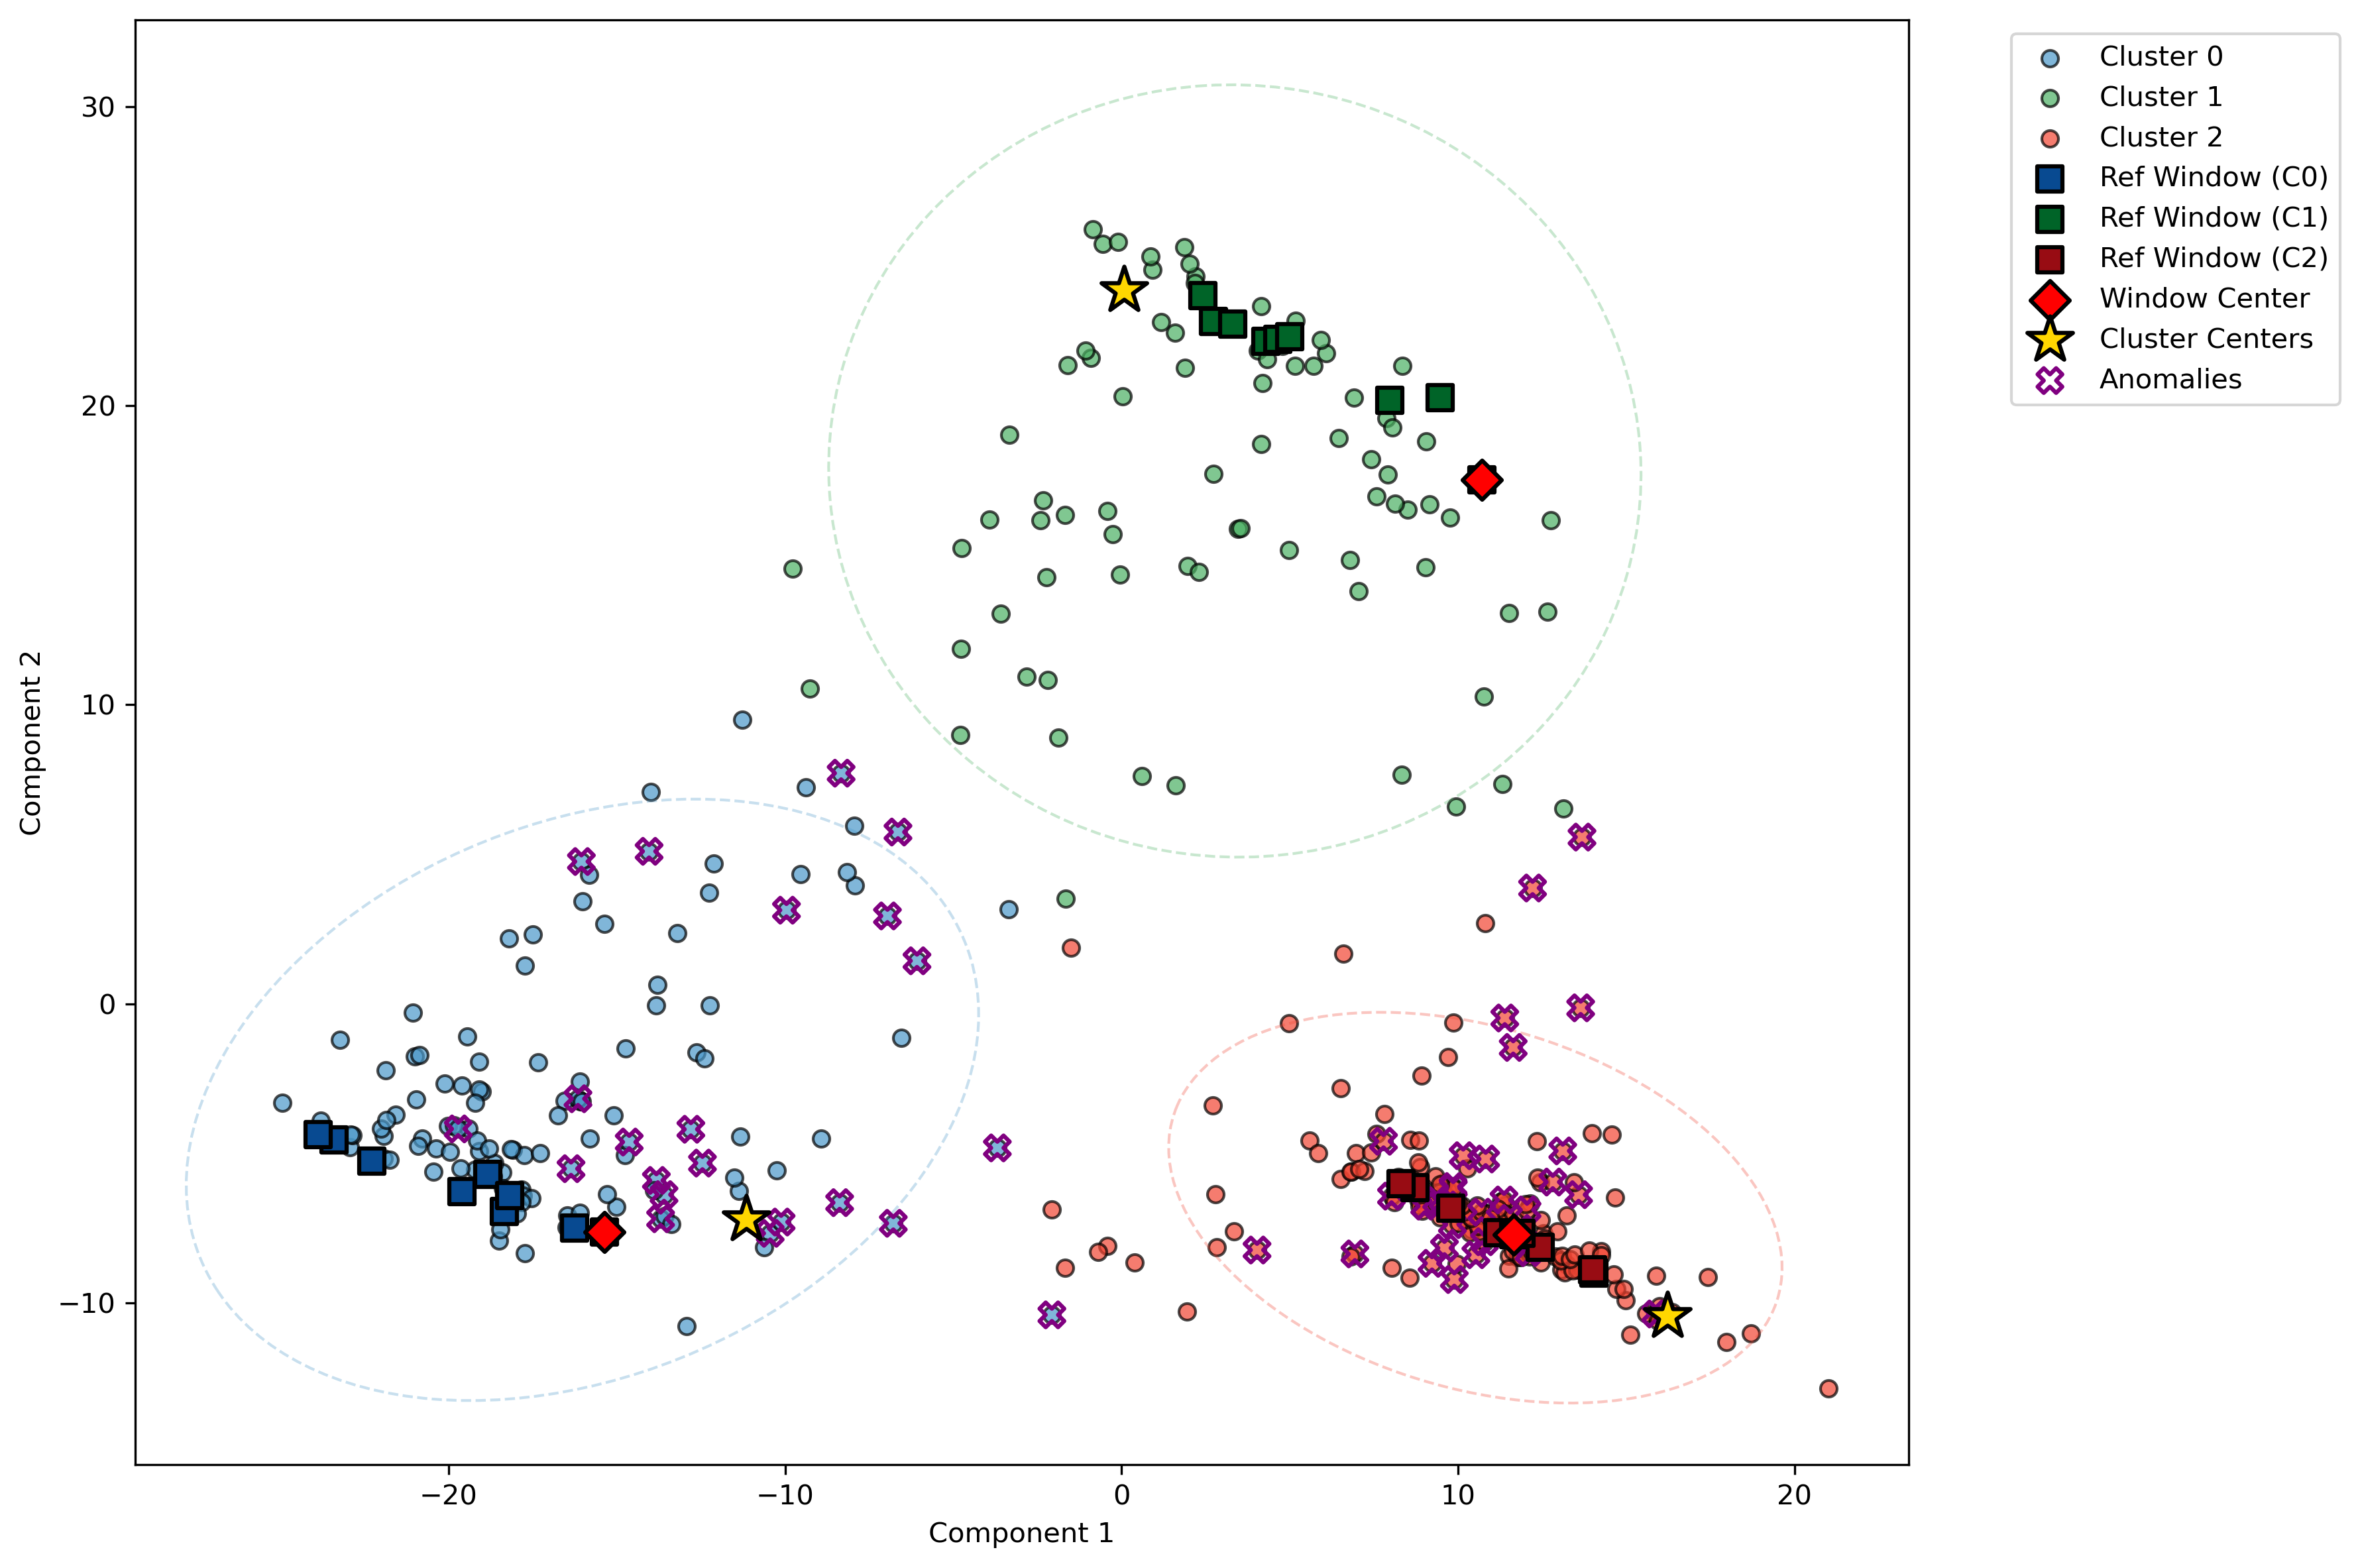 Cluster 0
Cluster 1
Cluster 2
Ref Window (C0)
Ref Window (C1)
Ref Window (C2)
Window Center
Cluster Centers
Anomalies
30
20
10
0
−10
Component 2
−20
−10
0
10
20
Component 1